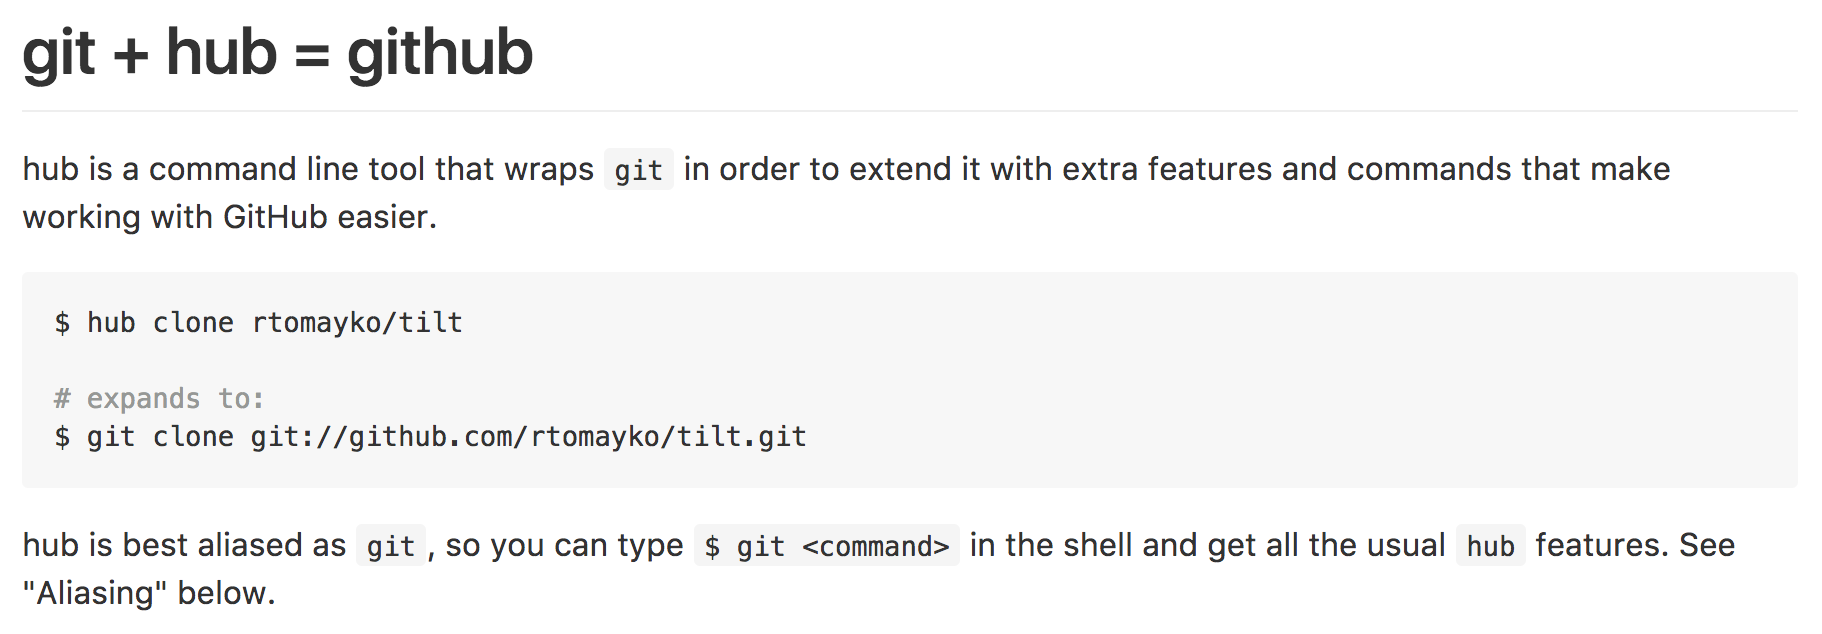 git + hub = github
hub is a command line tool that wraps git in order to extend it with extra features and commands that make
working with GitHub easier.
$ hub clone rtomayko/tilt
# expands to:
$ git clone git://github.com/rtomayko/tilt.git
hub is best aliased as git, so you can type $ git <command> in the shell and get all the usual hub features. See
"Aliasing" below.